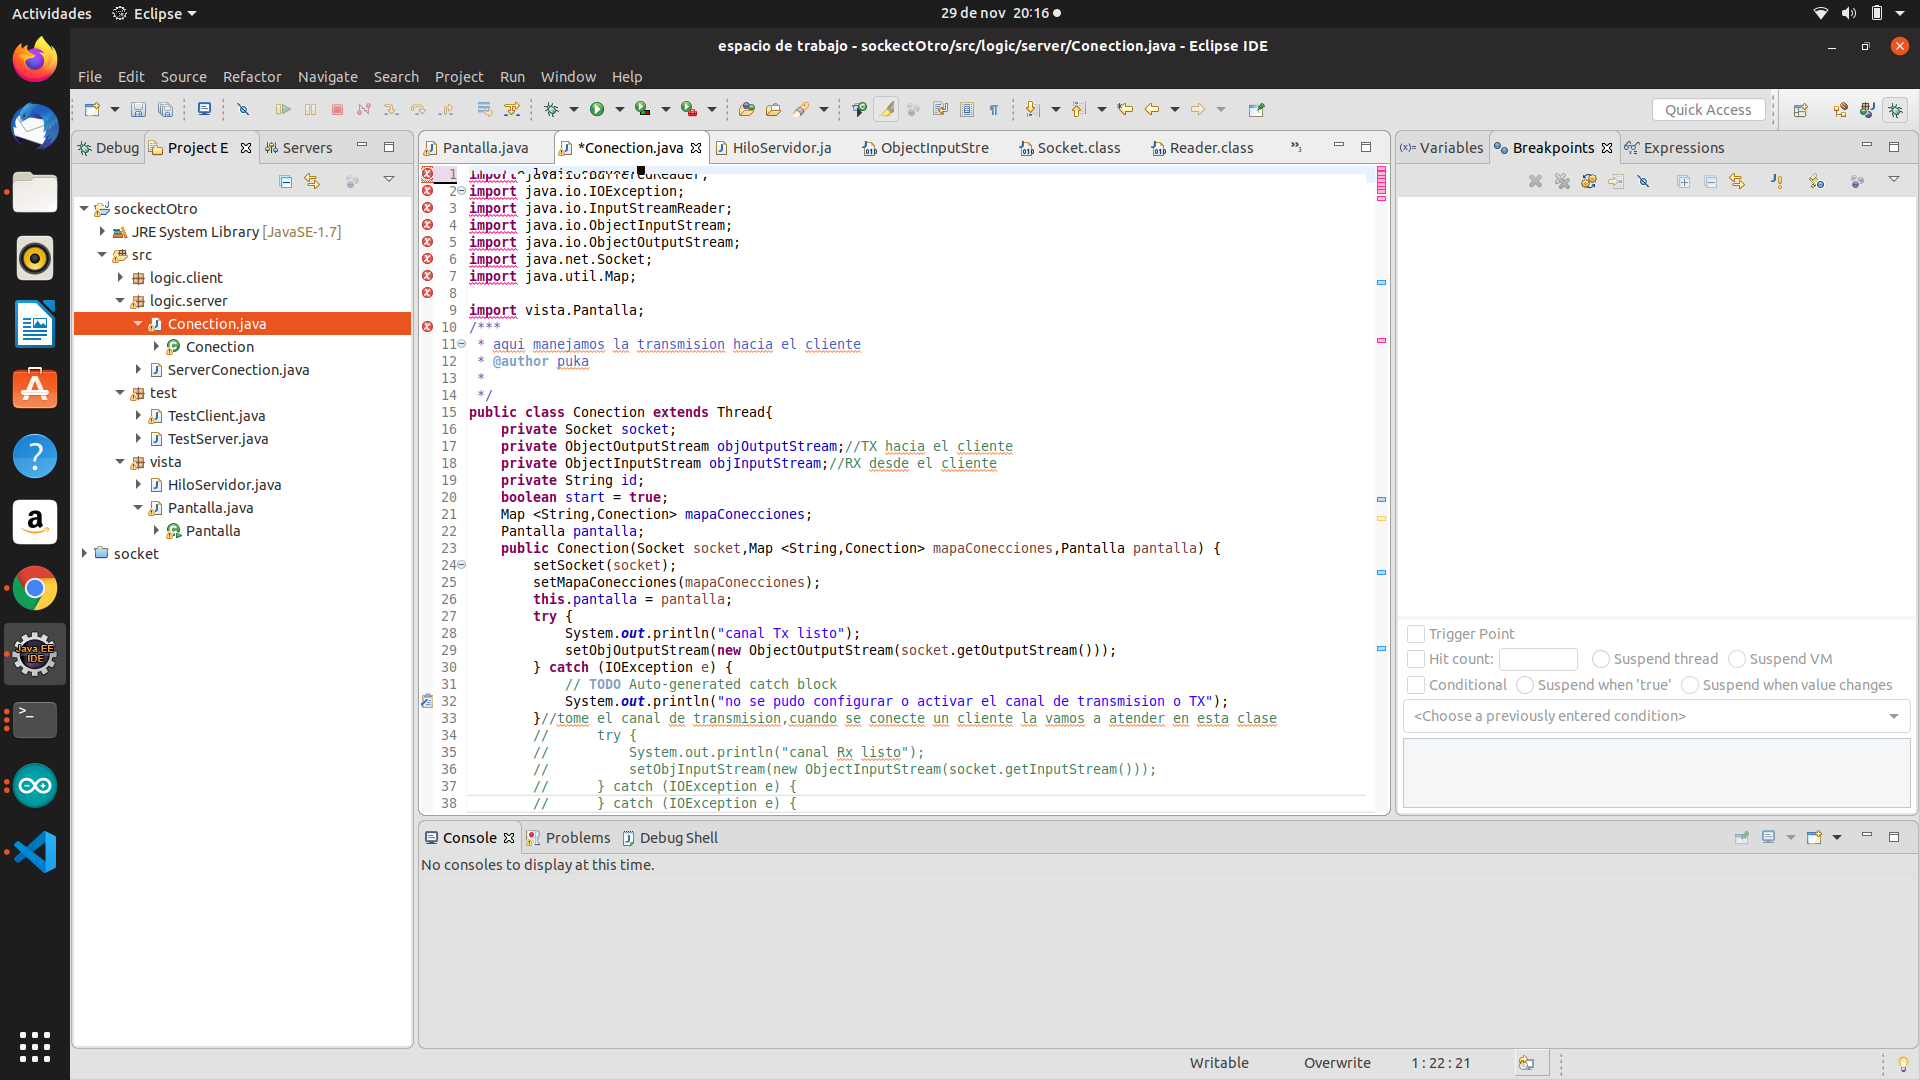 Actividades Eclipse 29 de nov 20:16
espacio de trabajo - sockectOtro/src/logic/server/Conection.java - Eclipse IDE
File Edit Source Refactor Navigate Search Project Run Window Help
Quick Access
Debug Project E Servers
sockectOtro
JRE System Library [JavaSE-1.7]
src
logic.client
logic.server
Conection.java
Conection
ServerConection.java
test
TestClient.java
TestServer.java
vista
HiloServidor.java
Pantalla.java
Pantalla
socket
Pantalla.java *Conection.java HiloServidor.ja ObjectInputStre Socket.class Reader.class »3
1 import
2 import java.io.IOException;
3 import java.io.InputStreamReader;
4 import java.io.ObjectInputStream;
5 import java.io.ObjectOutputStream;
6 import java.net.Socket;
7 import java.util.Map;
8
9 import vista.Pantalla;
10 /***
11 * aqui manejamos la transmision hacia el cliente
12 * @author puka
13 *
14 */
15 public class Conection extends Thread{
16 private Socket socket;
17 private ObjectOutputStream objOutputStream;//TX hacia el cliente
18 private ObjectInputStream objInputStream;//RX desde el cliente
19 private String id;
20 boolean start = true;
21 Map <String,Conection> mapaConecciones;
22 Pantalla pantalla;
23 public Conection(Socket socket,Map <String,Conection> mapaConecciones,Pantalla pantalla) {
24 setSocket(socket);
25 setMapaConecciones(mapaConecciones);
26 this.pantalla = pantalla;
27 try {
28 System.out.println("canal Tx listo");
29 setObjOutputStream(new ObjectOutputStream(socket.getOutputStream()));
30 } catch (IOException e) {
31 // TODO Auto-generated catch block
32 System.out.println("no se pudo configurar o activar el canal de transmision o TX");
33 }//tome el canal de transmision,cuando se conecte un cliente la vamos a atender en esta clase
34 // try {
35 // System.out.println("canal Rx listo");
36 // setObjInputStream(new ObjectInputStream(socket.getInputStream()));
37 // } catch (IOException e) {
38 // } catch (IOException e) {
(x)= Variables Breakpoints Expressions
Trigger Point
Hit count: Suspend thread Suspend VM
Conditional Suspend when 'true' Suspend when value changes
<Choose a previously entered condition>
Console Problems Debug Shell
No consoles to display at this time.
Writable Overwrite 1 : 22 : 21
Java EE
IDE